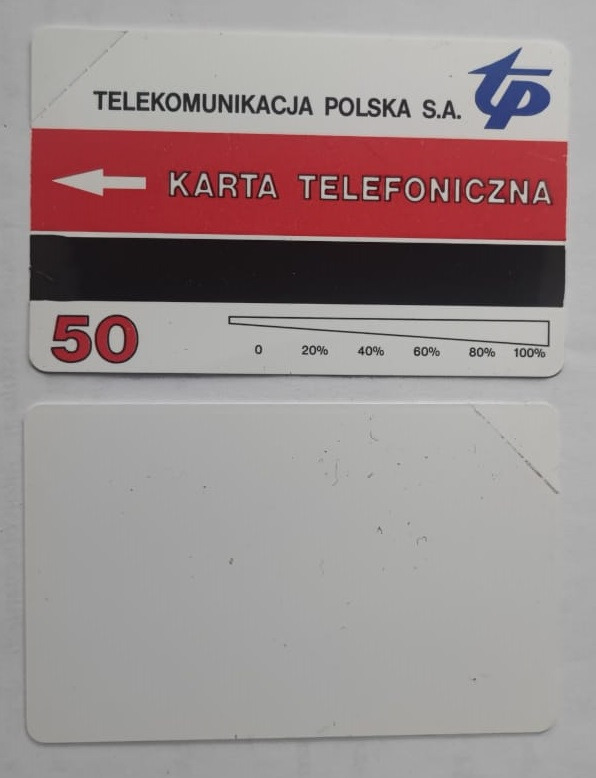 TELEKOMUNIKACJA POLSKA S.A. tp
KARTA TELEFONICZNA
50
0 20% 40% 60% 80% 100%